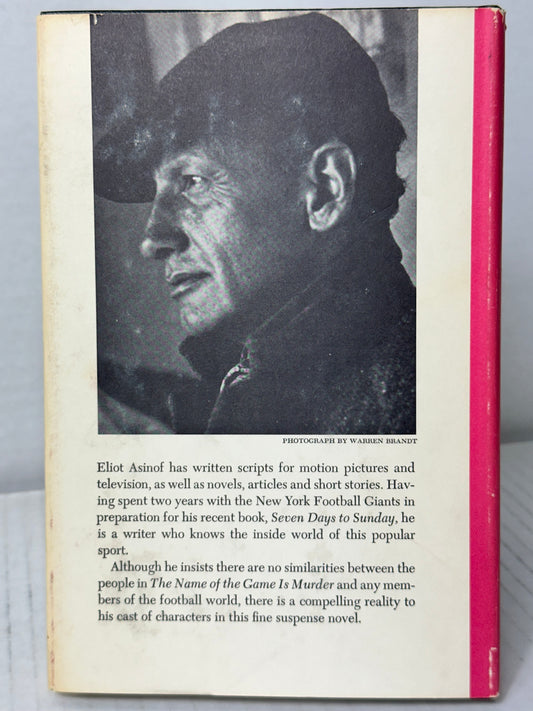 PHOTOGRAPH BY WARREN BRANDT
Eliot Asinof has written scripts for motion pictures and
television, as well as novels, articles and short stories. Hav-
ing spent two years with the New York Football Giants in
preparation for his recent book, Seven Days to Sunday, he
is a writer who knows the inside world of this popular
sport.
Although he insists there are no similarities between the
people in The Name of the Game Is Murder and any mem-
bers of the football world, there is a compelling reality to
his cast of characters in this fine suspense novel.